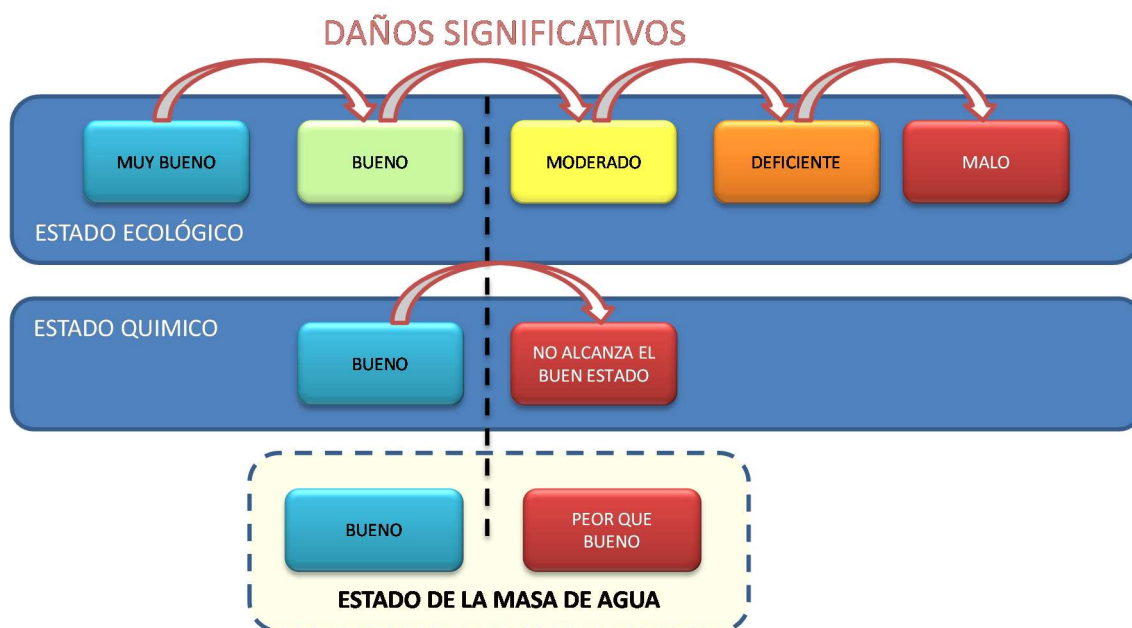 DAÑOS SIGNIFICATIVOS
MUY BUENO
BUENO
MODERADO
DEFICIENTE
MALO
ESTADO ECOLÓGICO
ESTADO QUIMICO
BUENO
NO ALCANZA EL
BUEN ESTADO
BUENO
PEOR QUE
BUENO
ESTADO DE LA MASA DE AGUA